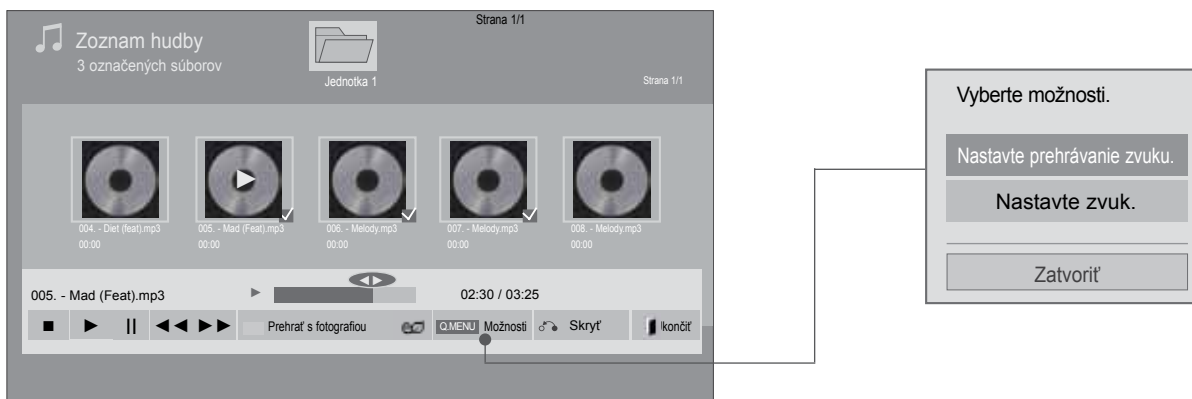 Strana 1/1
Zoznam hudby
3 označených súborov
Jednotka 1
Strana 1/1
004. - Diet (feat).mp3
00:00
005. - Mad (Feat).mp3
00:00
006. - Melody.mp3
00:00
007. - Melody.mp3
00:00
008. - Melody.mp3
00:00
005. - Mad (Feat).mp3
02:30 / 03:25
Prehrať s fotografiou
Q.MENU Možnosti
Skryť
končiť
Vyberte možnosti.
Nastavte prehrávanie zvuku.
Nastavte zvuk.
Zatvoriť